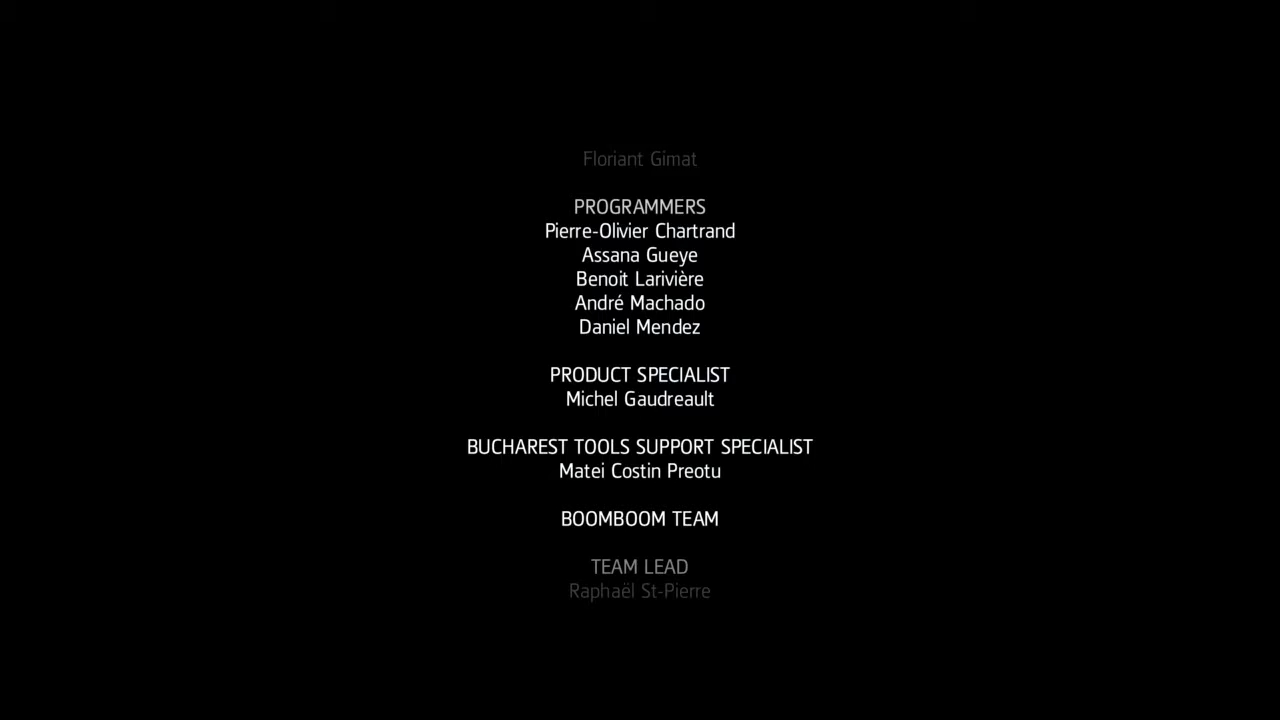 Floriant Gimat
PROGRAMMERS
Pierre-Olivier Chartrand
Assana Gueye
Benoit Larivière
André Machado
Daniel Mendez
PRODUCT SPECIALIST
Michel Gaudreault
BUCHAREST TOOLS SUPPORT SPECIALIST
Matei Costin Preotu
BOOMBOOM TEAM
TEAM LEAD
Raphaël St-Pierre